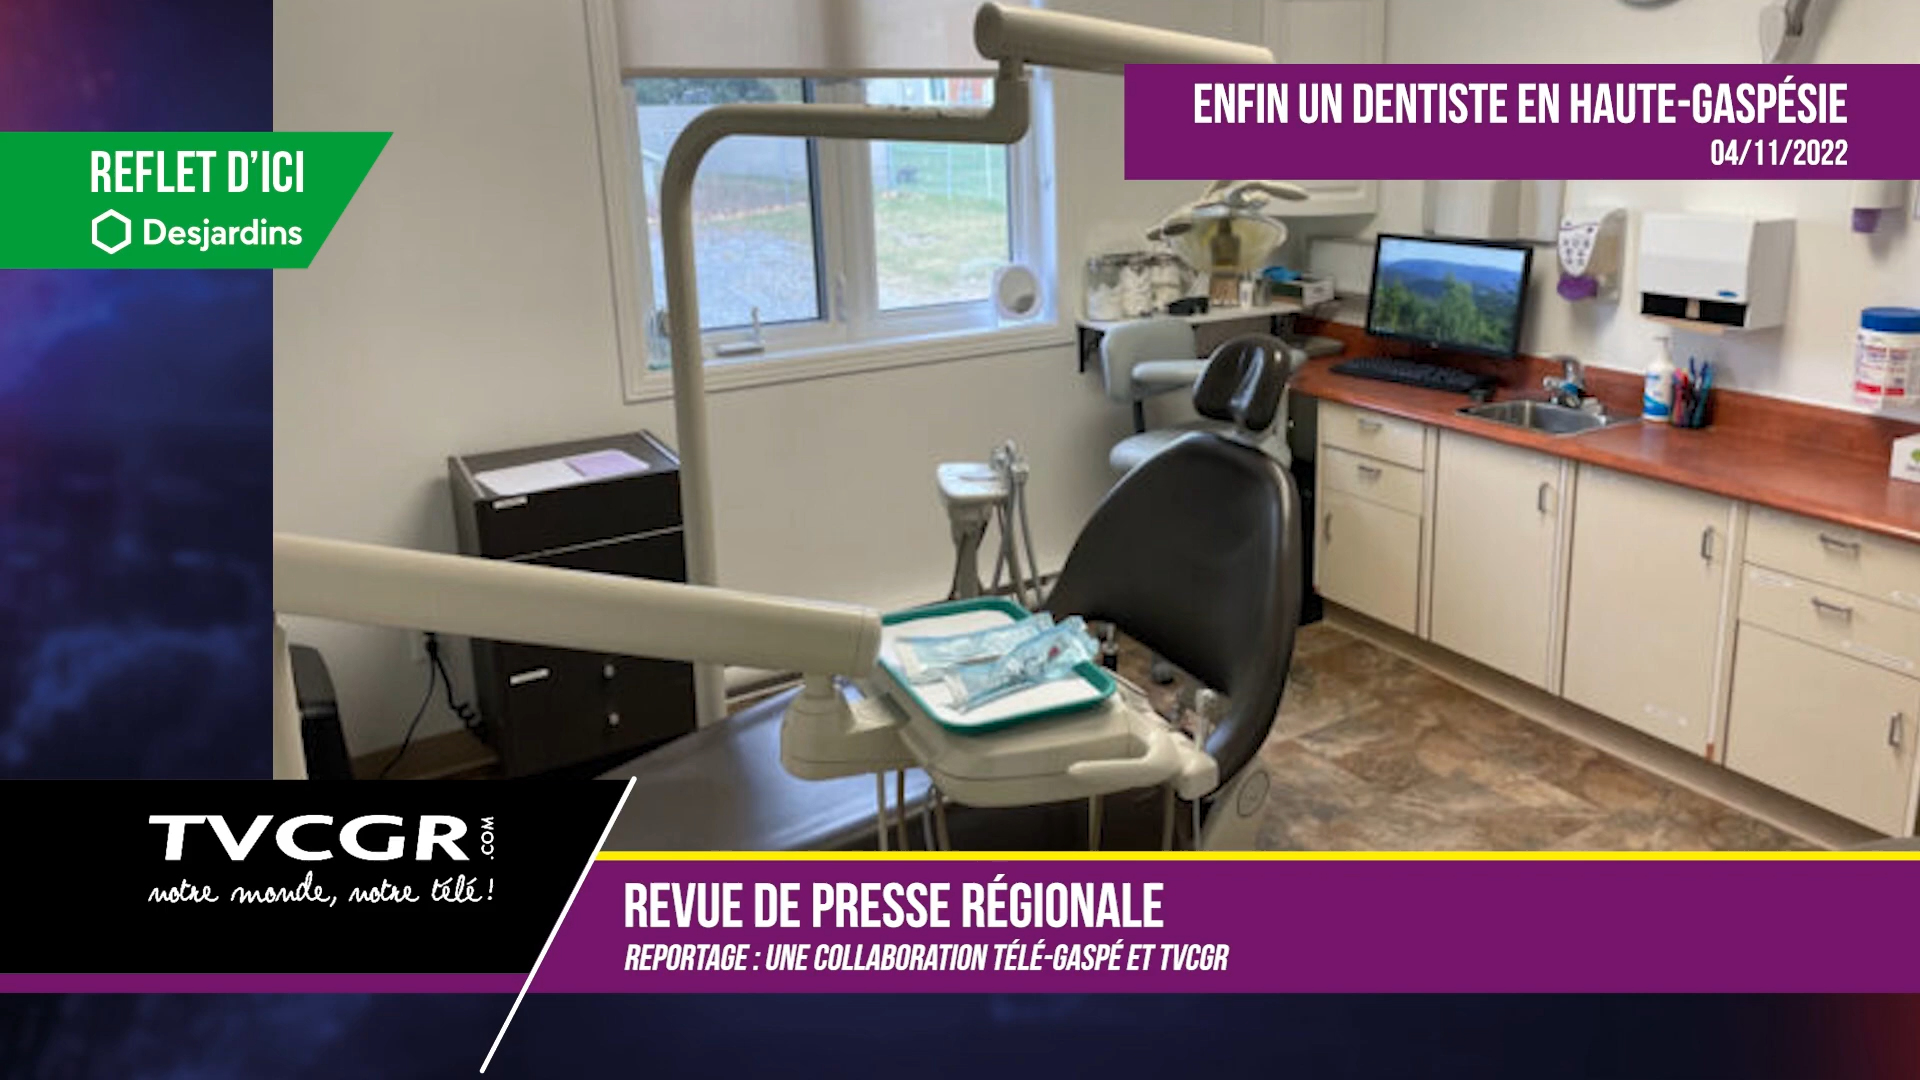 ENFIN UN DENTISTE EN HAUTE-GASPÉSIE
04/11/2022
REFLET D'ICI
Desjardins
TVCGR.COM
notre monde, notre télé!
REVUE DE PRESSE RÉGIONALE
REPORTAGE : UNE COLLABORATION TÉLÉ-GASPÉ ET TVCGR